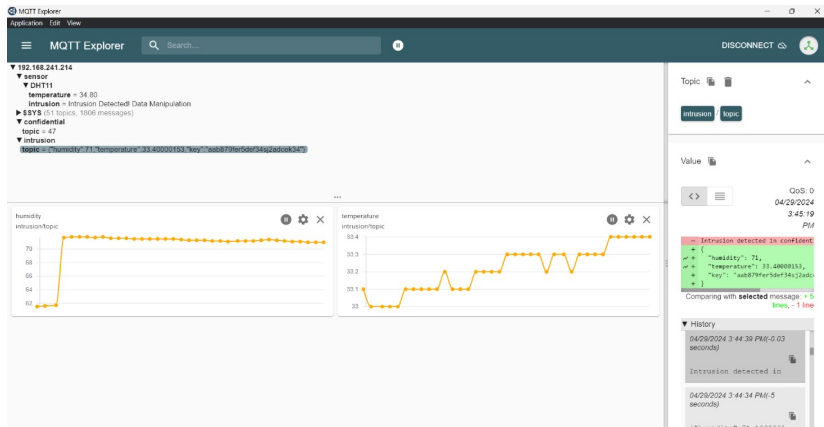 MQTT Explorer
Application Edit View
MQTT Explorer
Search...
DISCONNECT
▼ 192.168.241.214
▼ sensor
▼ DHT11
temperature = 34.80
intrusion = Intrusion Detected! Data Manipulation
▶ $SYS (51 topics, 1806 messages)
▼ confidential
topic = 47
▼ intrusion
topic = {"humidity":71,"temperature":33.40000153,"key":"aab879fer5def34sj2adcek34"}
Topic
intrusion / topic
Value
QoS: 0
04/29/2024
3:45:19
PM
- Intrusion detected in confident
+ {
+ "humidity": 71,
+ "temperature": 33.40000153,
+ "key": "aab879fer5def34sj2adc
+ }
Comparing with selected message: + 5
lines, - 1 line
▼ History
04/29/2024 3:44:39 PM(-0.03
seconds)
Intrusion detected in
04/29/2024 3:44:34 PM(-5
seconds)
humidity
intrusion/topic
70
68
66
64
62
temperature
intrusion/topic
33.4
33.3
33.2
33.1
33